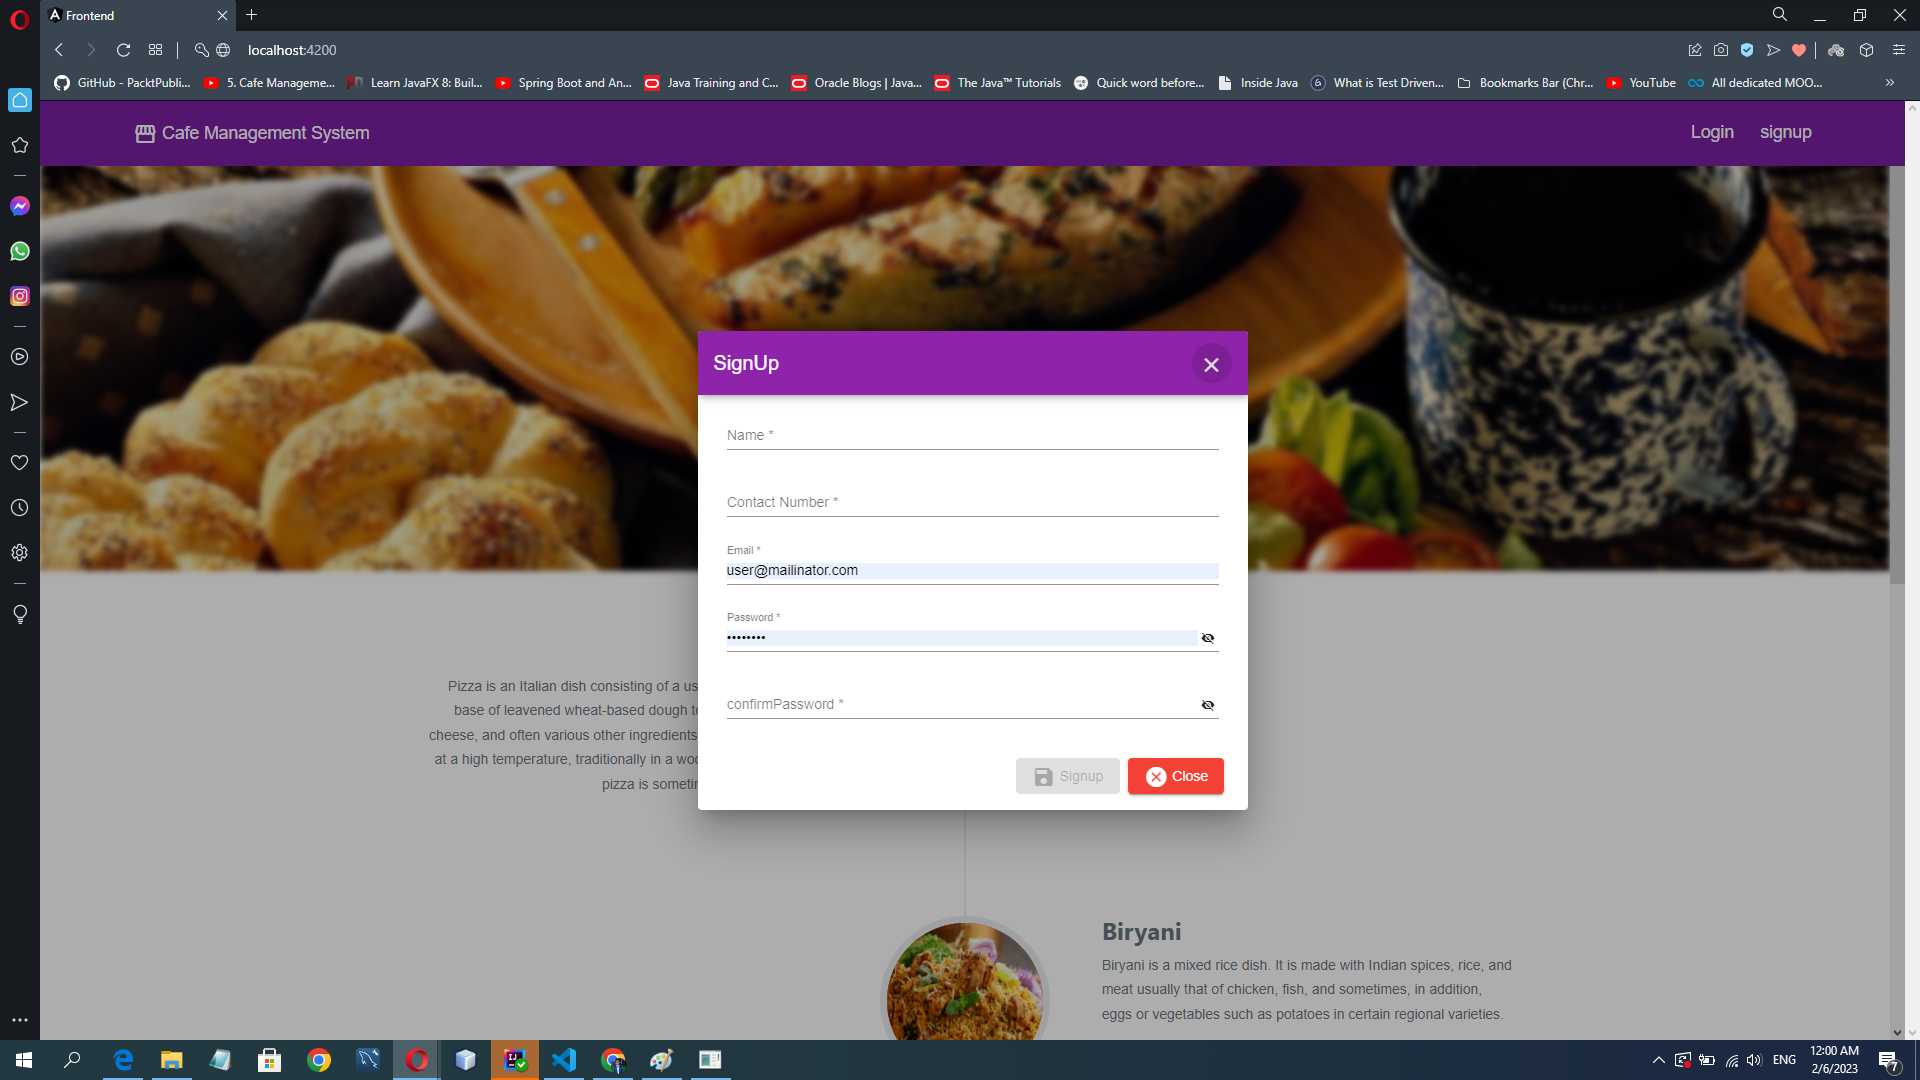 Frontend
localhost:4200
GitHub - PacktPubli...
5. Cafe Manageme...
Learn JavaFX 8: Buil...
Spring Boot and An...
Java Training and C...
Oracle Blogs | Java...
The Java™ Tutorials
Quick word before...
Inside Java
What is Test Driven...
Bookmarks Bar (Chr...
YouTube
All dedicated MOO...
Cafe Management System
Login
signup
SignUp
Name *
Contact Number *
Email *
user@mailinator.com
Password *
••••••••
confirmPassword *
Signup
Close
Pizza is an Italian dish consisting of a us
base of leavened wheat-based dough t
cheese, and often various other ingredients
at a high temperature, traditionally in a woo
pizza is someti
Biryani
Biryani is a mixed rice dish. It is made with Indian spices, rice, and
meat usually that of chicken, fish, and sometimes, in addition,
eggs or vegetables such as potatoes in certain regional varieties.
ENG
12:00 AM
2/6/2023
7